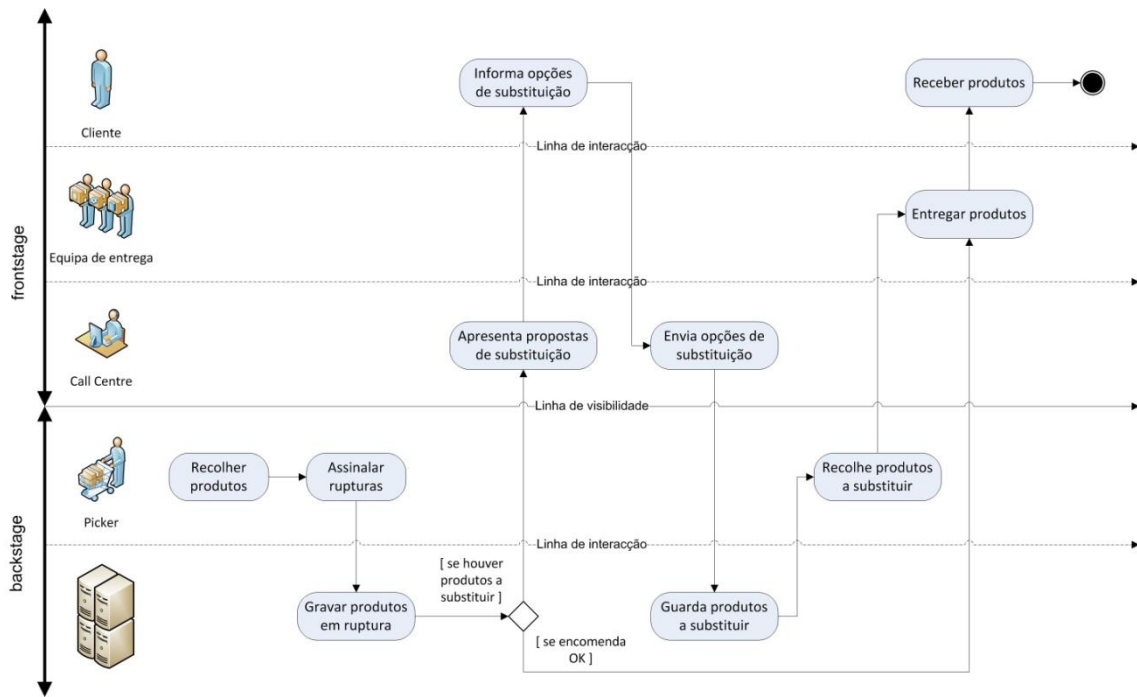 frontstage
backstage
Cliente
Informa opções
de substituição
Receber produtos
Linha de interacção
Equipa de entrega
Entregar produtos
Linha de interacção
Call Centre
Apresenta propostas
de substituição
Envia opções de
substituição
Linha de visibilidade
Picker
Recolher
produtos
Assinalar
rupturas
Recolhe produtos
a substituir
Linha de interacção
Gravar produtos
em ruptura
[ se houver
produtos a
substituir ]
[ se encomenda
OK ]
Guarda produtos
a substituir